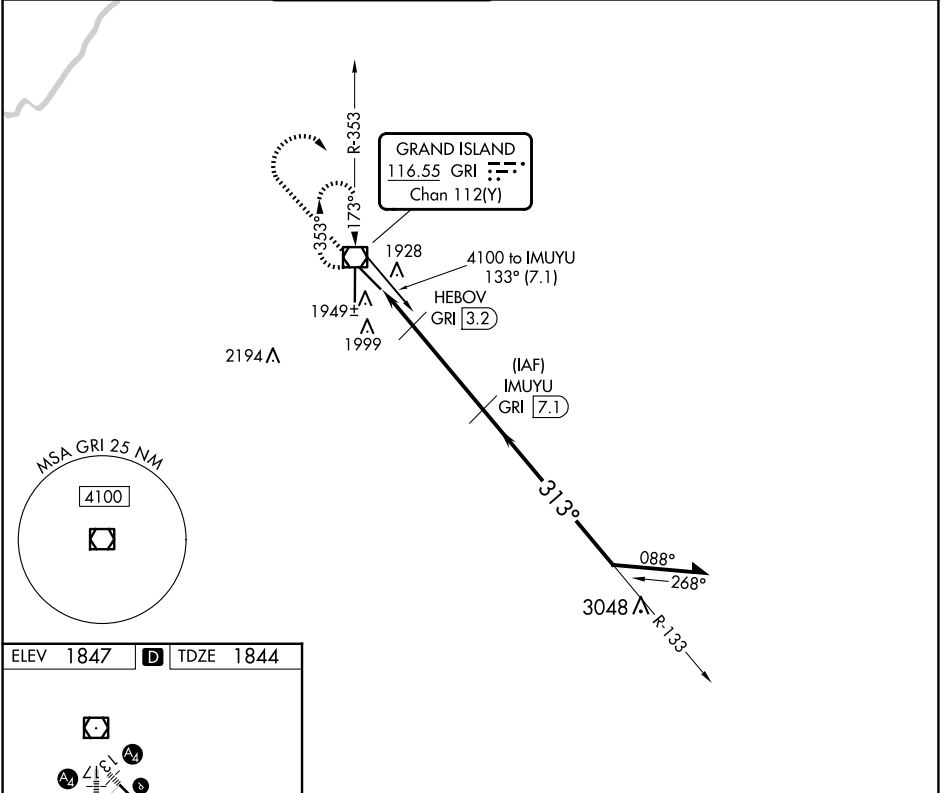 R-353
GRAND ISLAND
116.55 GRI
Chan 112(Y)
353°
173°
1928
4100 to IMUYU
133° (7.1)
HEBOV
GRI 3.2
1949±
1999
2194
(IAF)
IMUYU
GRI 7.1
MSA GRI 25 NM
4100
313°
088°
268°
3048
R-133
ELEV 1847 D TDZE 1844
A4
13
17
A4